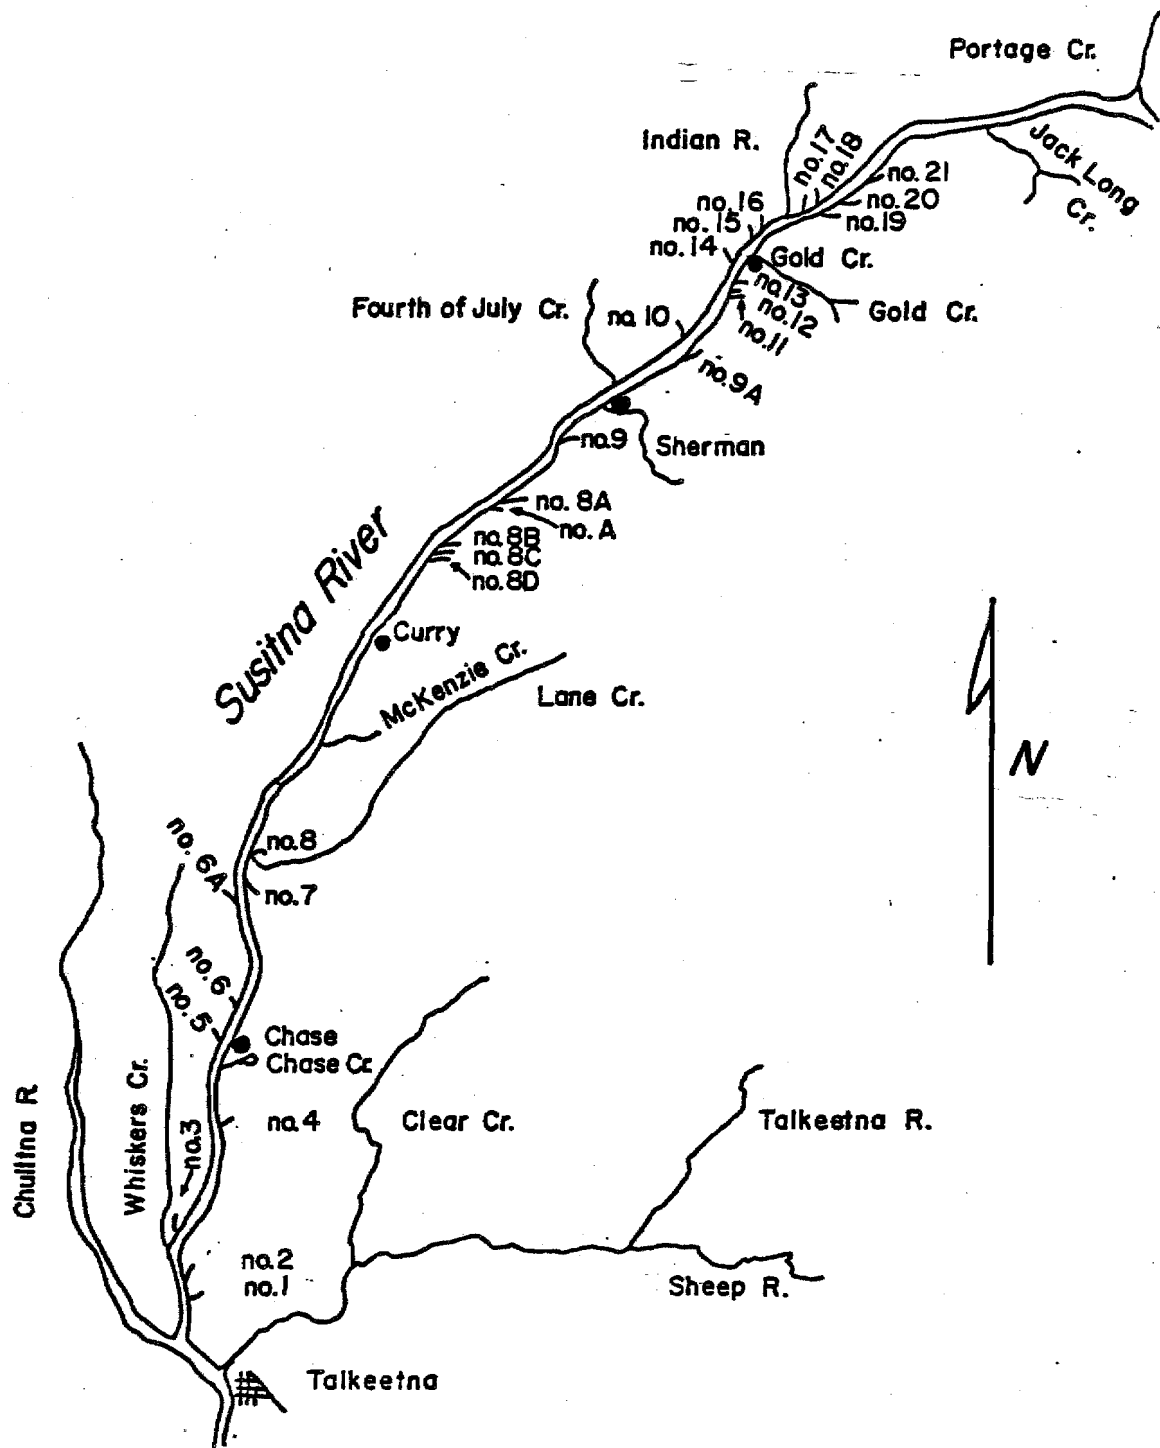 Portage Cr.
Indian R.
no.17
no.18
Jack Long
Cr.
no. 21
no. 20
no.19
no. 16
no. 15
no. 14
Gold Cr.
no.13
no.12
no.11
Gold Cr.
Fourth of July Cr.
no. 10
no. 9A
no.9
Sherman
no. 8A
no. A
no. 8B
no. 8C
no. 8D
Susitna River
Curry
McKenzie Cr.
Lane Cr.
N
no. 8
no. 6A
no. 7
no. 6
no. 5
Chase
Chase Cr.
Chulitna R.
Whiskers Cr.
no.3
no. 4
Clear Cr.
Talkeetna R.
no. 2
no. 1
Sheep R.
Talkeetna